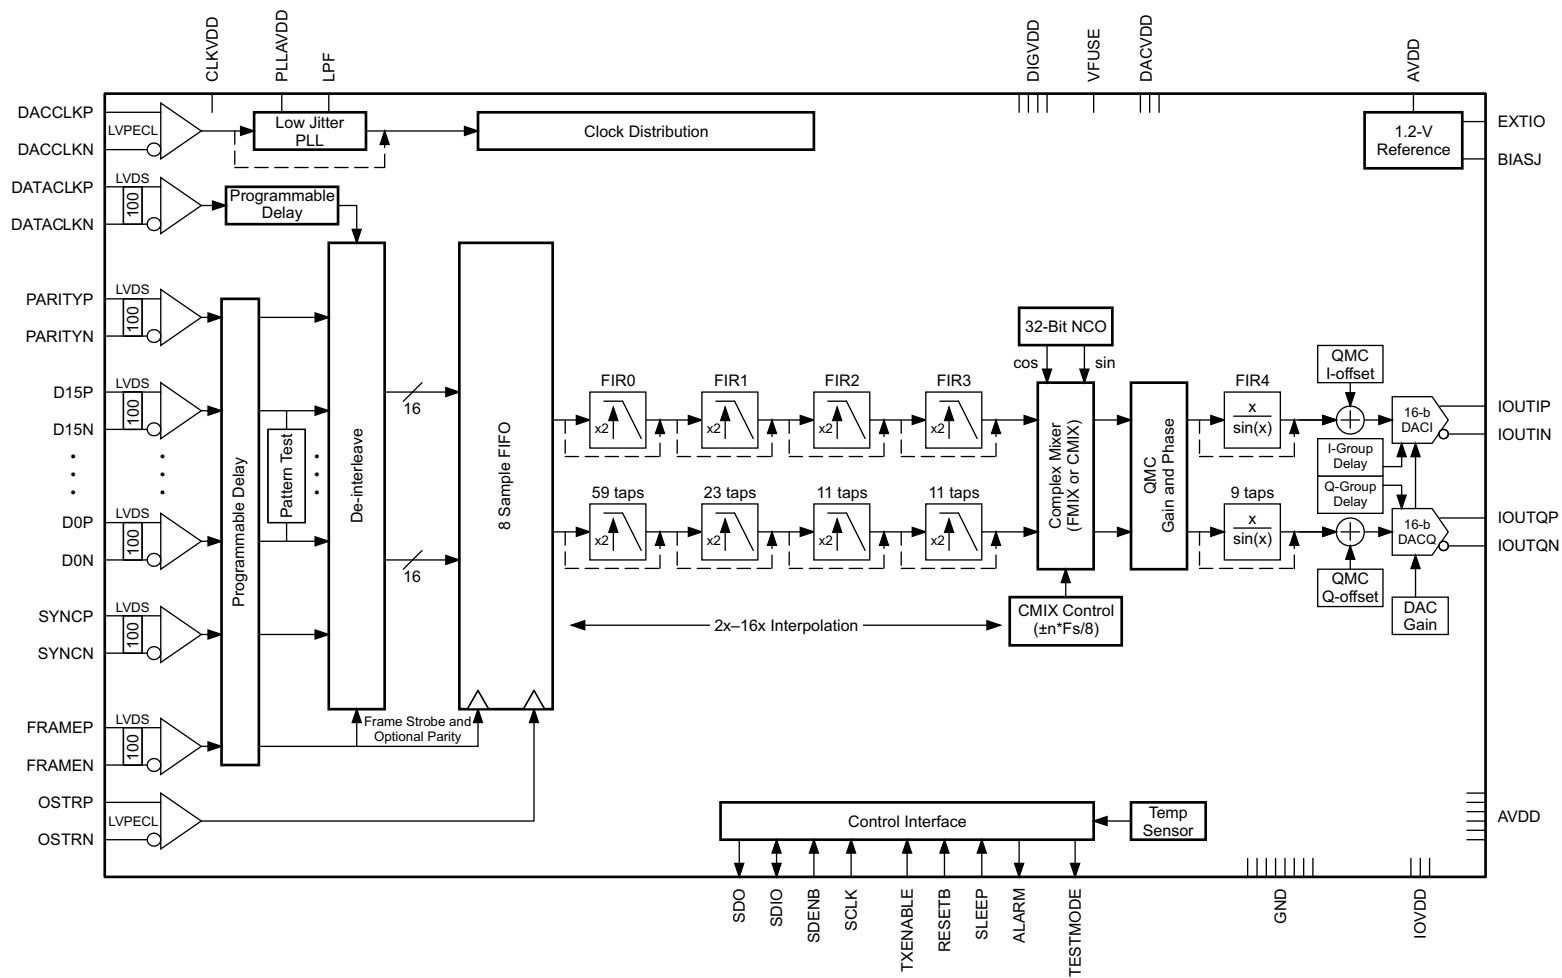 CLKVDD
PLLAVDD
LPF
DIGVDD
VFUSE
DACVDD
AVDD
DACCLKP
LVPECL
DACCLKN
Low Jitter
PLL
Clock Distribution
1.2-V
Reference
EXTIO
BIASJ
DATACLKP
LVDS
100
DATACLKN
Programmable
Delay
PARITYP
LVDS
100
PARITYN
D15P
LVDS
100
D15N
D0P
LVDS
100
D0N
SYNCP
LVDS
100
SYNCN
FRAMEP
LVDS
100
FRAMEN
OSTRP
LVPECL
OSTRN
Programmable Delay
Pattern Test
De-interleave
16
16
Frame Strobe and
Optional Parity
8 Sample FIFO
FIR0
x2
FIR1
x2
FIR2
x2
FIR3
x2
59 taps
x2
23 taps
x2
11 taps
x2
11 taps
x2
2x–16x Interpolation
32-Bit NCO
cos
sin
Complex Mixer
(FMIX or CMIX)
CMIX Control
(±n*Fs/8)
QMC
Gain and Phase
FIR4
x
sin(x)
9 taps
x
sin(x)
QMC
I-offset
16-b
DACI
IOUTIP
IOUTIN
I-Group
Delay
Q-Group
Delay
16-b
DACQ
IOUTQP
IOUTQN
QMC
Q-offset
DAC
Gain
Control Interface
Temp
Sensor
AVDD
SDO
SDIO
SDENB
SCLK
TXENABLE
RESETB
SLEEP
ALARM
TESTMODE
GND
IOVDD